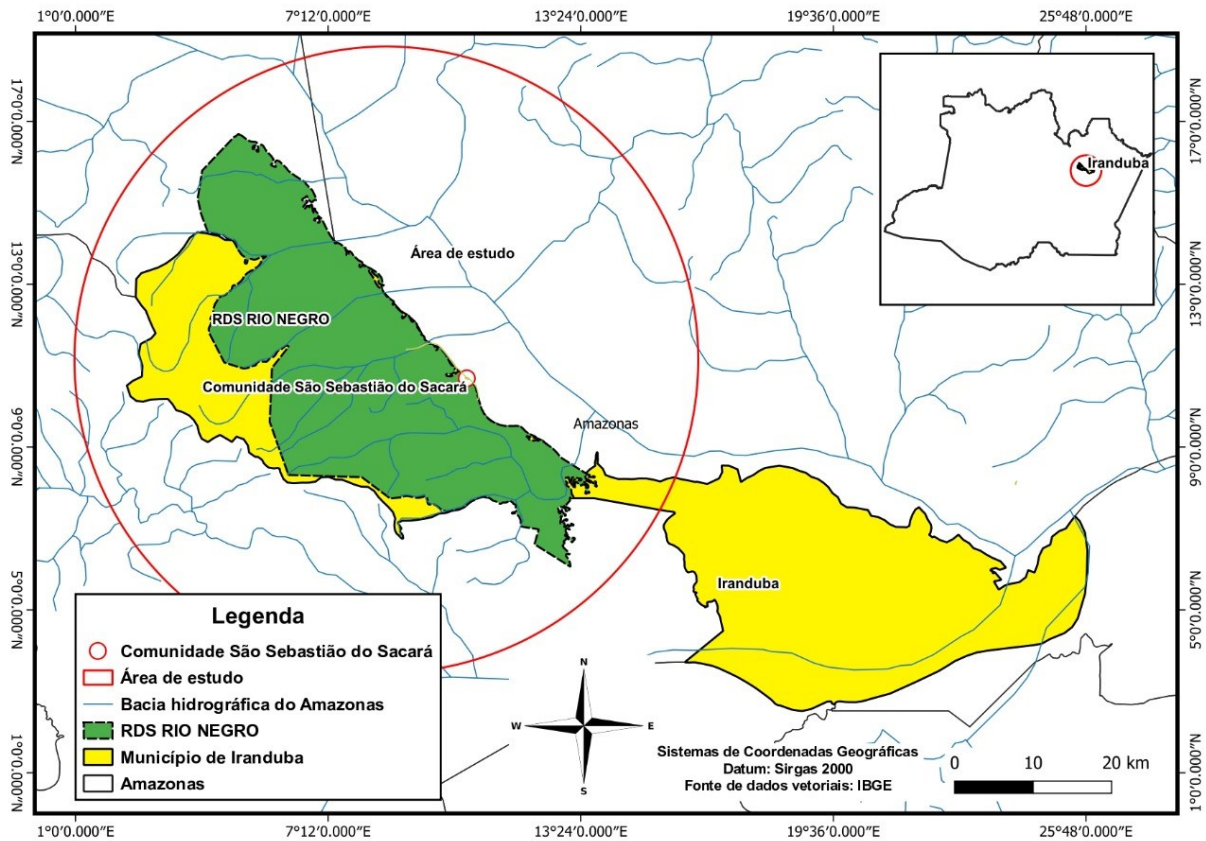 1°0'0.000"E 7°12'0.000"E 13°24'0.000"E 19°36'0.000"E 25°48'0.000"E
17°0'0.000"N
13°0'0.000"N
9°0'0.000"N
5°0'0.000"N
1°0'0.000"N
Iranduba
Área de estudo
RDS RIO NEGRO
Comunidade São Sebastião do Sacará
Amazonas
Iranduba
Legenda
Comunidade São Sebastião do Sacará
Área de estudo
Bacia hidrográfica do Amazonas
RDS RIO NEGRO
Município de Iranduba
Amazonas
N
W E
S
Sistemas de Coordenadas Geográficas
Datum: Sirgas 2000
Fonte de dados vetoriais: IBGE
0 10 20 km
17°0'0.000"N
13°0'0.000"N
9°0'0.000"N
5°0'0.000"N
1°0'0.000"N
1°0'0.000"E 7°12'0.000"E 13°24'0.000"E 19°36'0.000"E 25°48'0.000"E